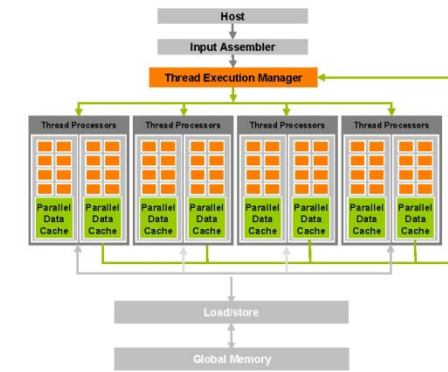 Host
Input Assembler
Thread Execution Manager
Thread Processors
Thread Processors
Thread Processors
Thread Processors
Parallel
Data
Cache
Parallel
Data
Cache
Parallel
Data
Cache
Parallel
Data
Cache
Parallel
Data
Cache
Parallel
Data
Cache
Parallel
Data
Cache
Parallel
Data
Cache
Load/store
Global Memory